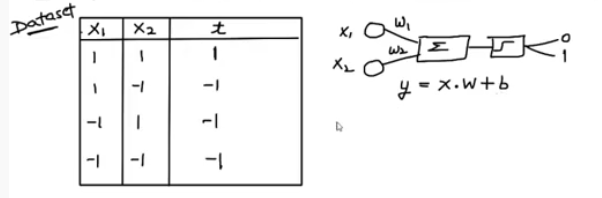 Dataset
X₁ X₂ t
1 1 1
1 -1 -1
-1 1 -1
-1 -1 -1
X₁ W₁ Σ 0
X₂ W₂ 1
y = x.w+b